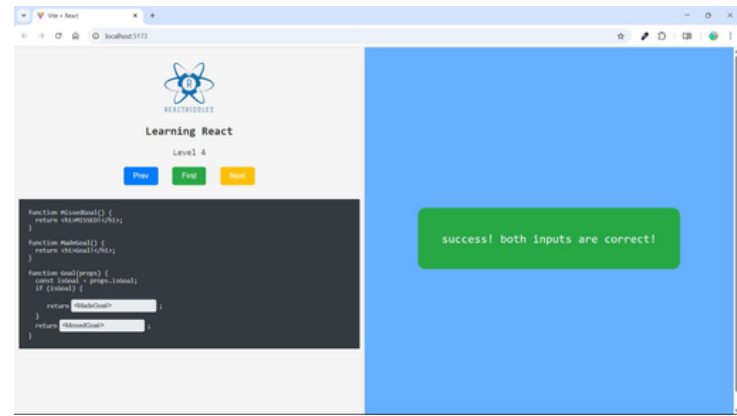 Vite + React
localhost:5173
REACTRIDDLES
Learning React
Level 4
Prev
First
Next
function MissedGoal() {
return <h1>MISSED!</h1>;
}
function MadeGoal() {
return <h1>Goal!</h1>;
}
function Goal(props) {
const isGoal = props.isGoal;
if (isGoal) {
return <MadeGoal> ;
}
return <MissedGoal> ;
}
success! both inputs are correct!